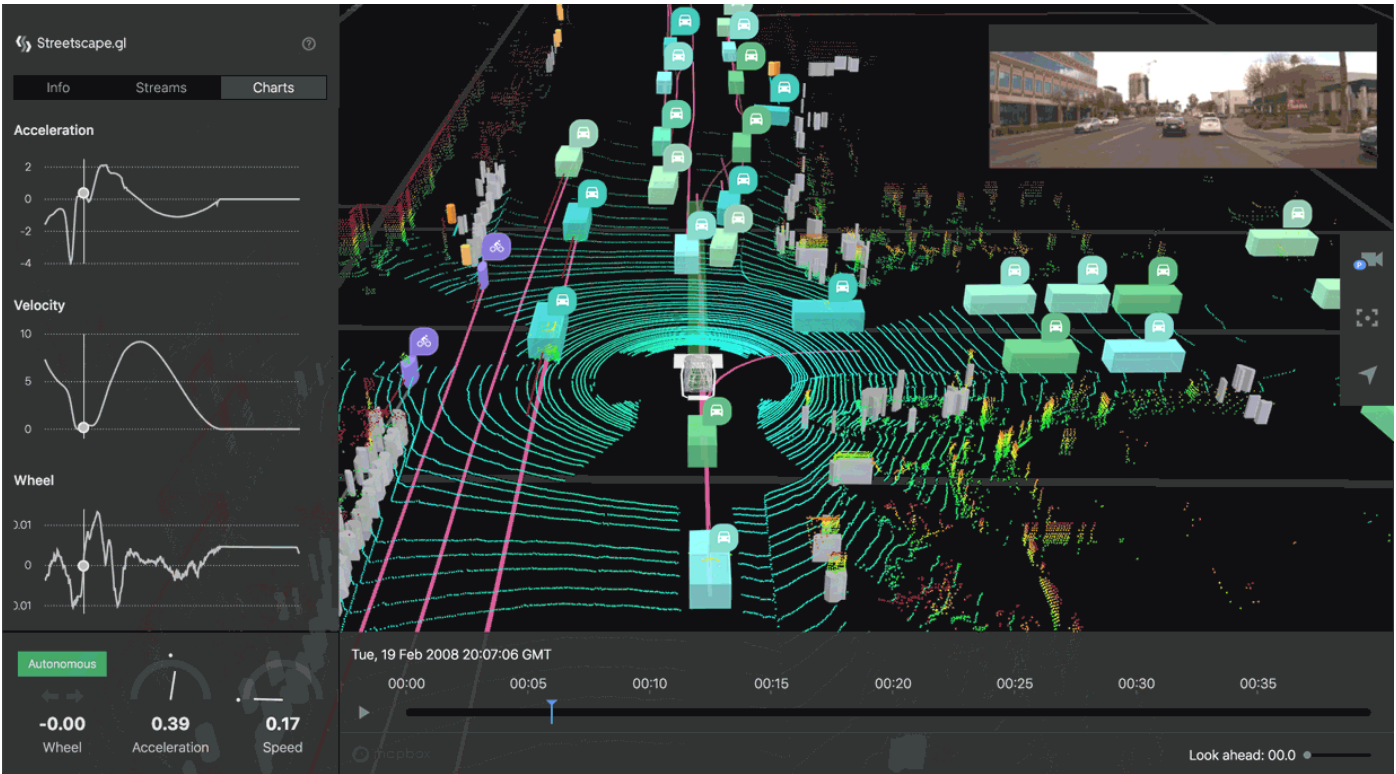 Streetscape.gl
Info Streams Charts
Acceleration
2
0
-2
-4
Velocity
10
5
0
Wheel
0.01
0
0.01
Autonomous
-0.00 0.39 0.17
Wheel Acceleration Speed
Tue, 19 Feb 2008 20:07:06 GMT
00:00 00:05 00:10 00:15 00:20 00:25 00:30 00:35
mapbox
Look ahead: 00.0
P